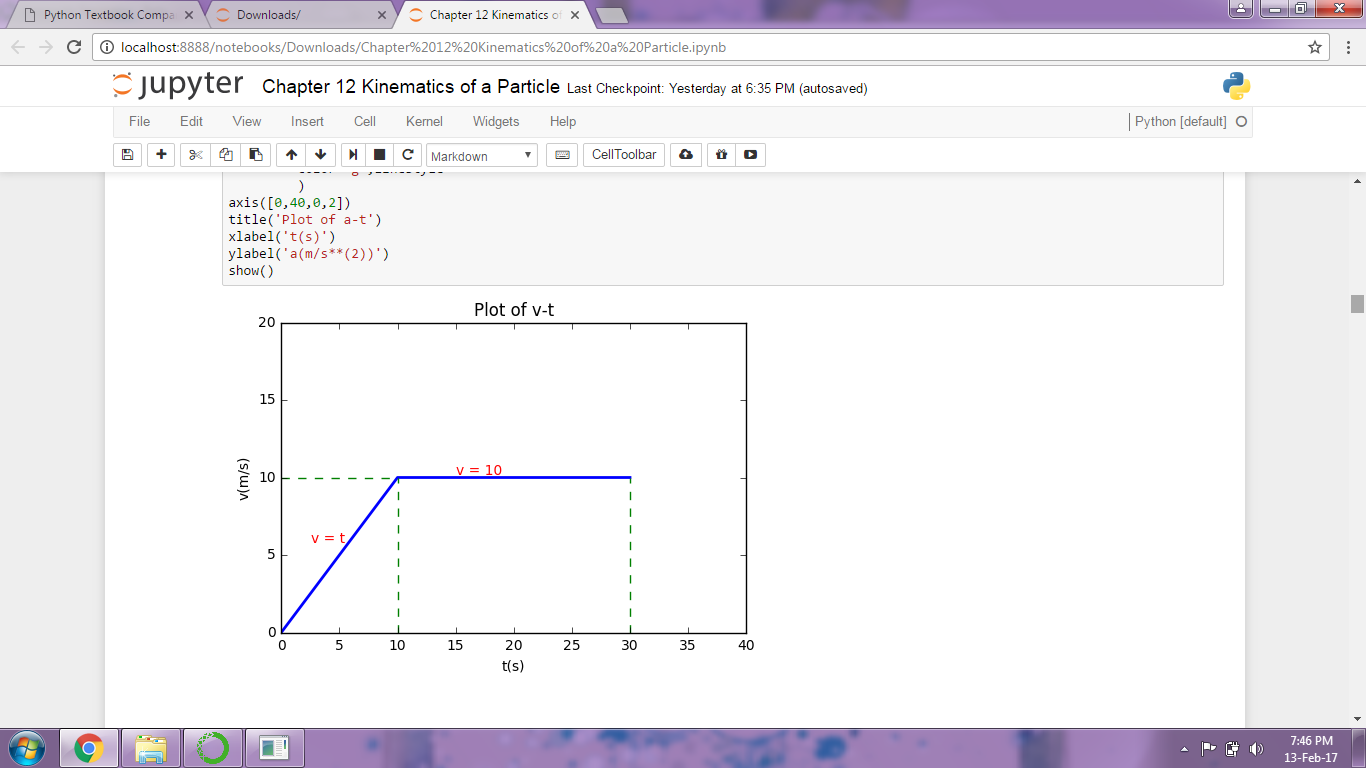 Python Textbook Compa
Downloads/
Chapter 12 Kinematics of
localhost:8888/notebooks/Downloads/Chapter%2012%20Kinematics%20of%20a%20Particle.ipynb
jupyter Chapter 12 Kinematics of a Particle Last Checkpoint: Yesterday at 6:35 PM (autosaved)
File Edit View Insert Cell Kernel Widgets Help Python [default]
Markdown CellToolbar
)
axis([0,40,0,2])
title('Plot of a-t')
xlabel('t(s)')
ylabel('a(m/s**(2))')
show()
Plot of v-t
20
15
10
5
0
v(m/s)
v = 10
v = t
0 5 10 15 20 25 30 35 40
t(s)
7:46 PM
13-Feb-17